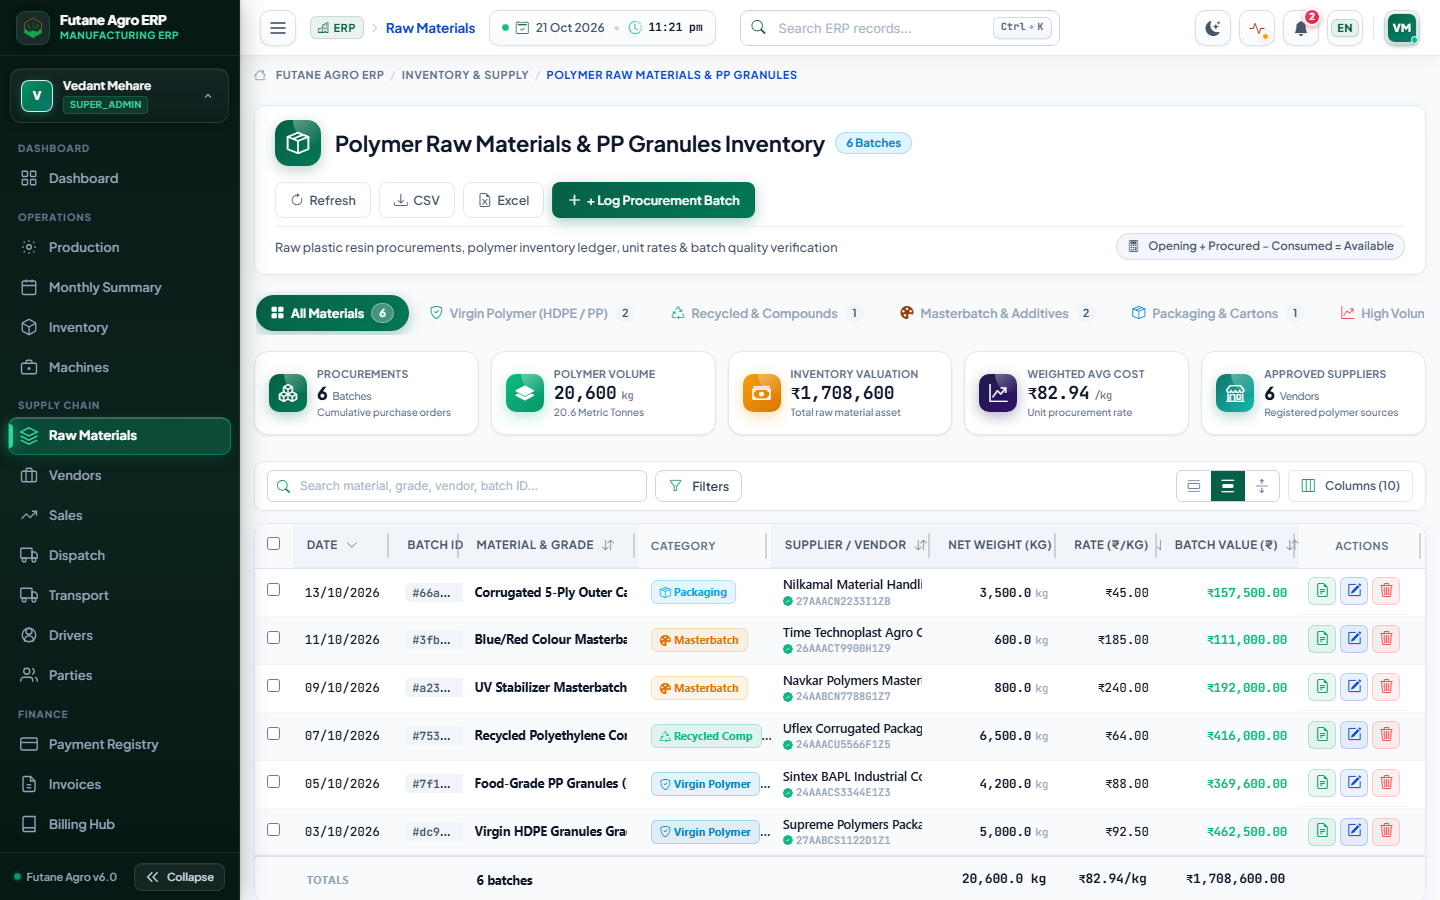 Futane Agro ERP
MANUFACTURING ERP
V
Vedant Mehare
SUPER_ADMIN
DASHBOARD
Dashboard
OPERATIONS
Production
Monthly Summary
Inventory
Machines
SUPPLY CHAIN
Raw Materials
Vendors
Sales
Dispatch
Transport
Drivers
Parties
FINANCE
Payment Registry
Invoices
Billing Hub
Futane Agro v6.0
Collapse
ERP
Raw Materials
21 Oct 2026 • 11:21 pm
Search ERP records...
Ctrl + K
2
EN
VM
FUTANE AGRO ERP / INVENTORY & SUPPLY / POLYMER RAW MATERIALS & PP GRANULES
Polymer Raw Materials & PP Granules Inventory
6 Batches
Refresh
CSV
Excel
+ Log Procurement Batch
Raw plastic resin procurements, polymer inventory ledger, unit rates & batch quality verification
Opening + Procured − Consumed = Available
All Materials 6
Virgin Polymer (HDPE / PP) 2
Recycled & Compounds 1
Masterbatch & Additives 2
Packaging & Cartons 1
High Volun
PROCUREMENTS
6 Batches
Cumulative purchase orders
POLYMER VOLUME
20,600 kg
20.6 Metric Tonnes
INVENTORY VALUATION
₹1,708,600
Total raw material asset
WEIGHTED AVG COST
₹82.94 /kg
Unit procurement rate
APPROVED SUPPLIERS
6 Vendors
Registered polymer sources
Search material, grade, vendor, batch ID...
Filters
Columns (10)
DATE BATCH ID MATERIAL & GRADE CATEGORY SUPPLIER / VENDOR NET WEIGHT (KG) RATE (₹/KG) BATCH VALUE (₹) ACTIONS
13/10/2026 #66a... Corrugated 5-Ply Outer Ca Packaging Nilkamal Material Handli 3,500.0 kg ₹45.00 ₹157,500.00
27AAACN2233I1ZB
11/10/2026 #3fb... Blue/Red Colour Masterba Masterbatch Time Technoplast Agro C 600.0 kg ₹185.00 ₹111,000.00
26AAACT9900H1Z9
09/10/2026 #a23... UV Stabilizer Masterbatch Masterbatch Navkar Polymers Master 800.0 kg ₹240.00 ₹192,000.00
24AABCN7788G1Z7
07/10/2026 #753... Recycled Polyethylene Cor Recycled Comp ... Uflex Corrugated Packag 6,500.0 kg ₹64.00 ₹416,000.00
24AAACU5566F1Z5
05/10/2026 #7f1... Food-Grade PP Granules ( Virgin Polymer ... Sintex BAPL Industrial Co 4,200.0 kg ₹88.00 ₹369,600.00
24AAACS3344E1Z3
03/10/2026 #dc9... Virgin HDPE Granules Gra Virgin Polymer ... Supreme Polymers Packa 5,000.0 kg ₹92.50 ₹462,500.00
27AABCS1122D1Z1
TOTALS 6 batches 20,600.0 kg ₹82.94/kg ₹1,708,600.00